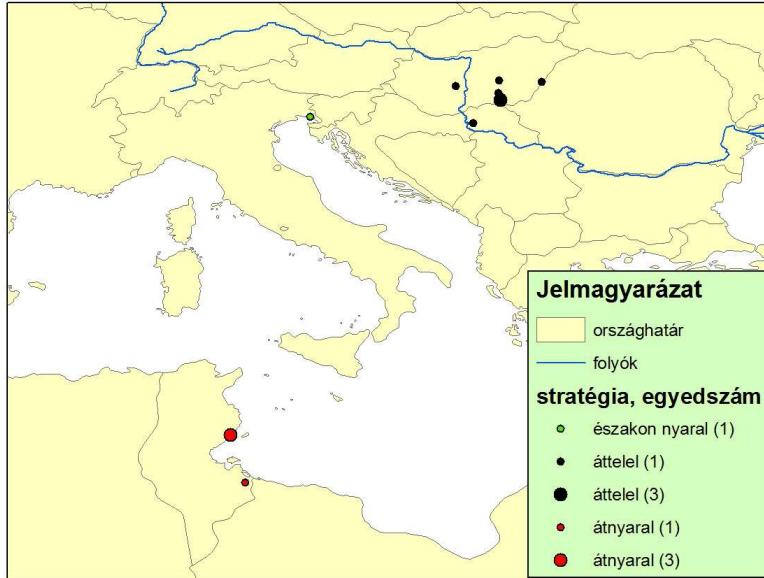 Jelmagyarázat
országhatár
folyók
stratégia, egyedszám
északon nyaral (1)
áttelel (1)
áttelel (3)
átnyaral (1)
átnyaral (3)